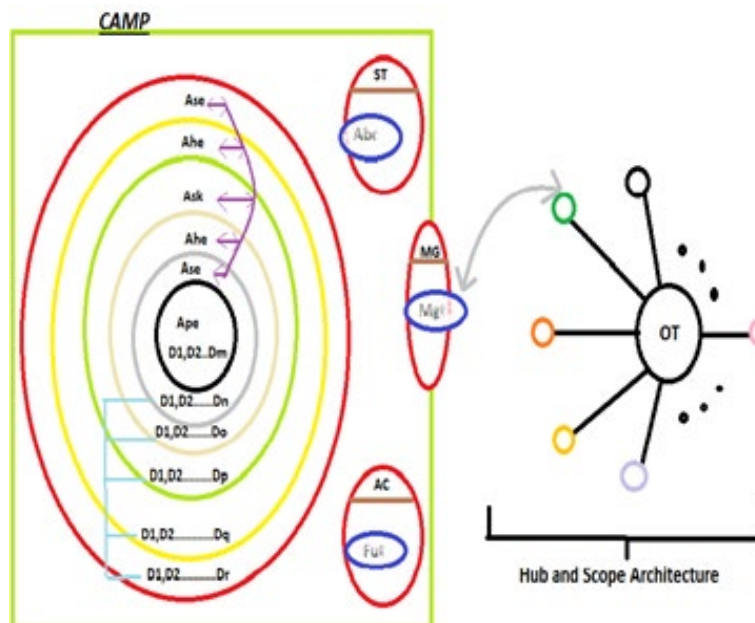 CAMP
ST
Ase
Abc
Ahe
Ask
Ahe
MG
Ase
Ape
OT
D1,D2..Dm
D1,D2......Dn
D1,D2......Do
D1,D2......Dp
AC
D1,D2.........Dq
D1,D2.........Dr
Hub and Scope Architecture